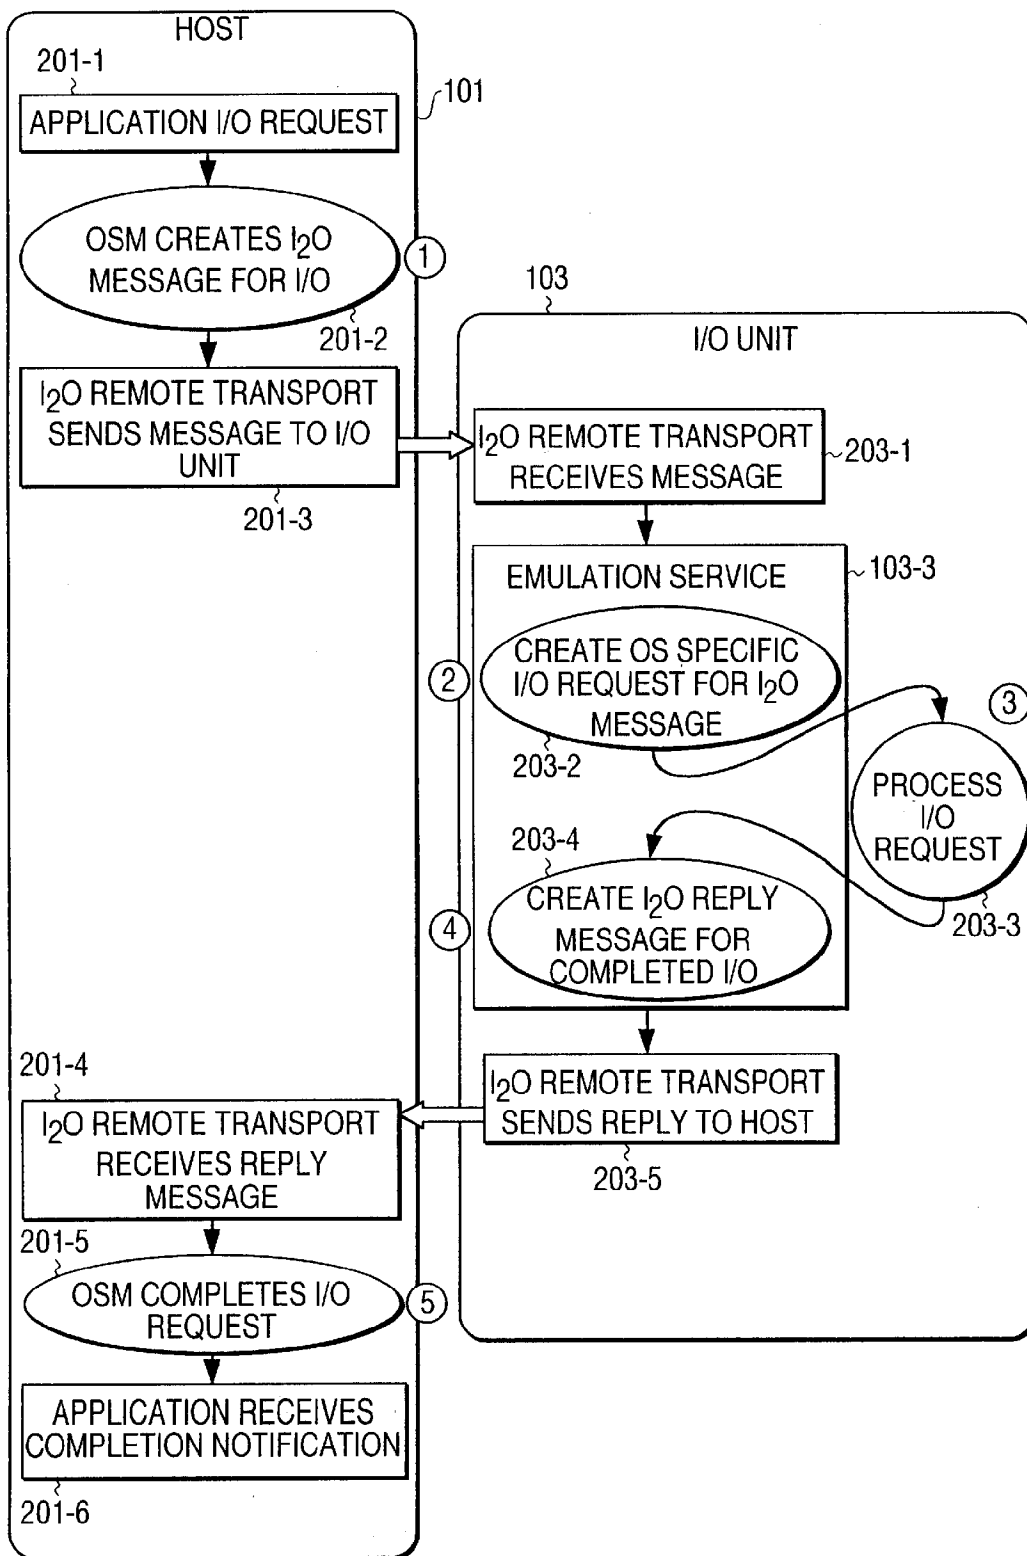 HOST
201-1
101
APPLICATION I/O REQUEST
OSM CREATES I2O
MESSAGE FOR I/O
1
201-2
I2O REMOTE TRANSPORT
SENDS MESSAGE TO I/O
UNIT
201-3
103
I/O UNIT
I2O REMOTE TRANSPORT
RECEIVES MESSAGE
203-1
EMULATION SERVICE
103-3
CREATE OS SPECIFIC
I/O REQUEST FOR I2O
MESSAGE
2
203-2
3
PROCESS
I/O
REQUEST
203-3
203-4
CREATE I2O REPLY
MESSAGE FOR
COMPLETED I/O
4
I2O REMOTE TRANSPORT
SENDS REPLY TO HOST
203-5
201-4
I2O REMOTE TRANSPORT
RECEIVES REPLY
MESSAGE
201-5
OSM COMPLETES I/O
REQUEST
5
APPLICATION RECEIVES
COMPLETION NOTIFICATION
201-6